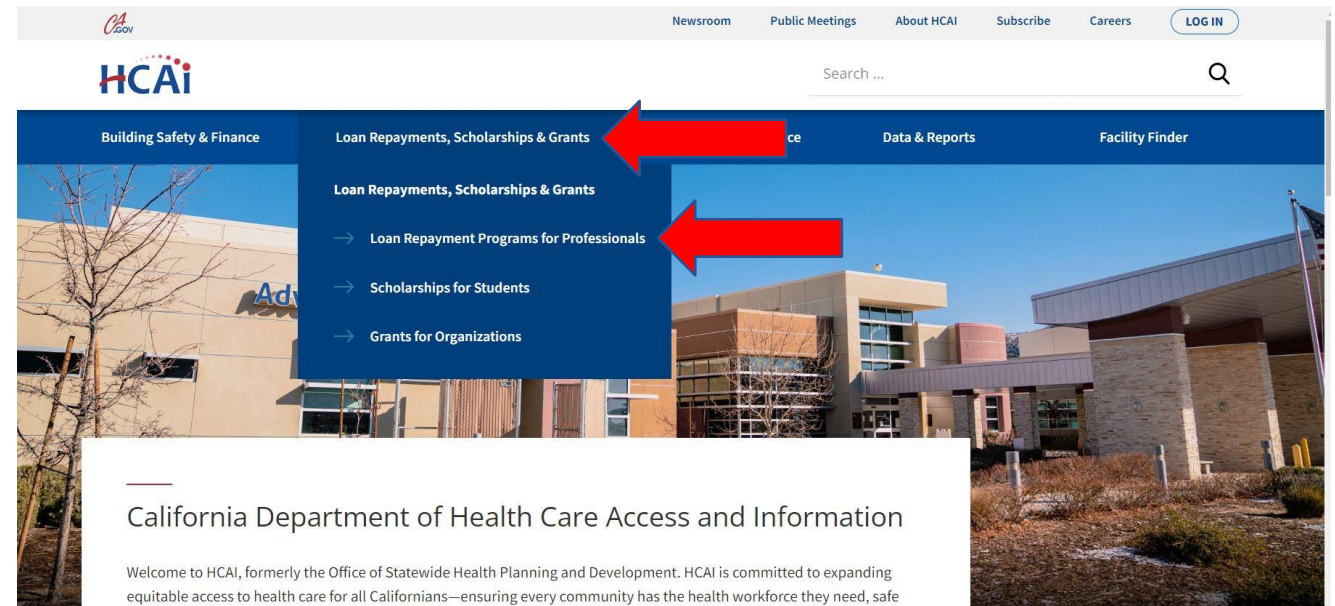 CA
.GOV
Newsroom Public Meetings About HCAI Subscribe Careers LOG IN
HCAi
Search ...
Building Safety & Finance Loan Repayments, Scholarships & Grants Data & Reports Facility Finder
Loan Repayments, Scholarships & Grants
→ Loan Repayment Programs for Professionals
→ Scholarships for Students
→ Grants for Organizations
California Department of Health Care Access and Information
Welcome to HCAI, formerly the Office of Statewide Health Planning and Development. HCAI is committed to expanding
equitable access to health care for all Californians—ensuring every community has the health workforce they need, safe